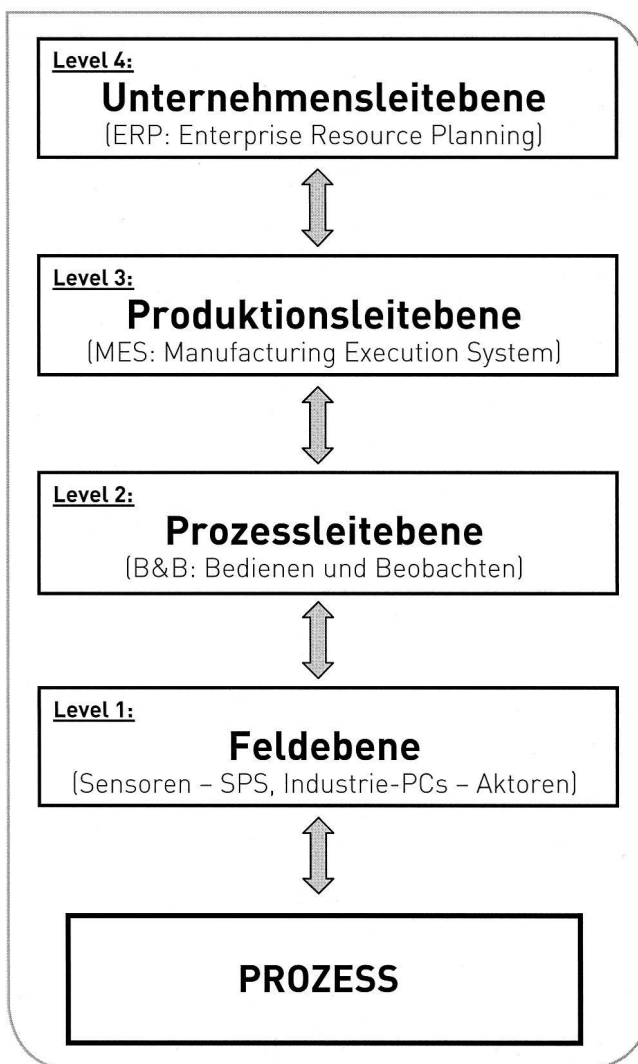 Level 4:
Unternehmensleitebene
(ERP: Enterprise Resource Planning)
Level 3:
Produktionsleitebene
(MES: Manufacturing Execution System)
Level 2:
Prozessleitebene
(B&B: Bedienen und Beobachten)
Level 1:
Feldebene
(Sensoren – SPS, Industrie-PCs – Aktoren)
PROZESS